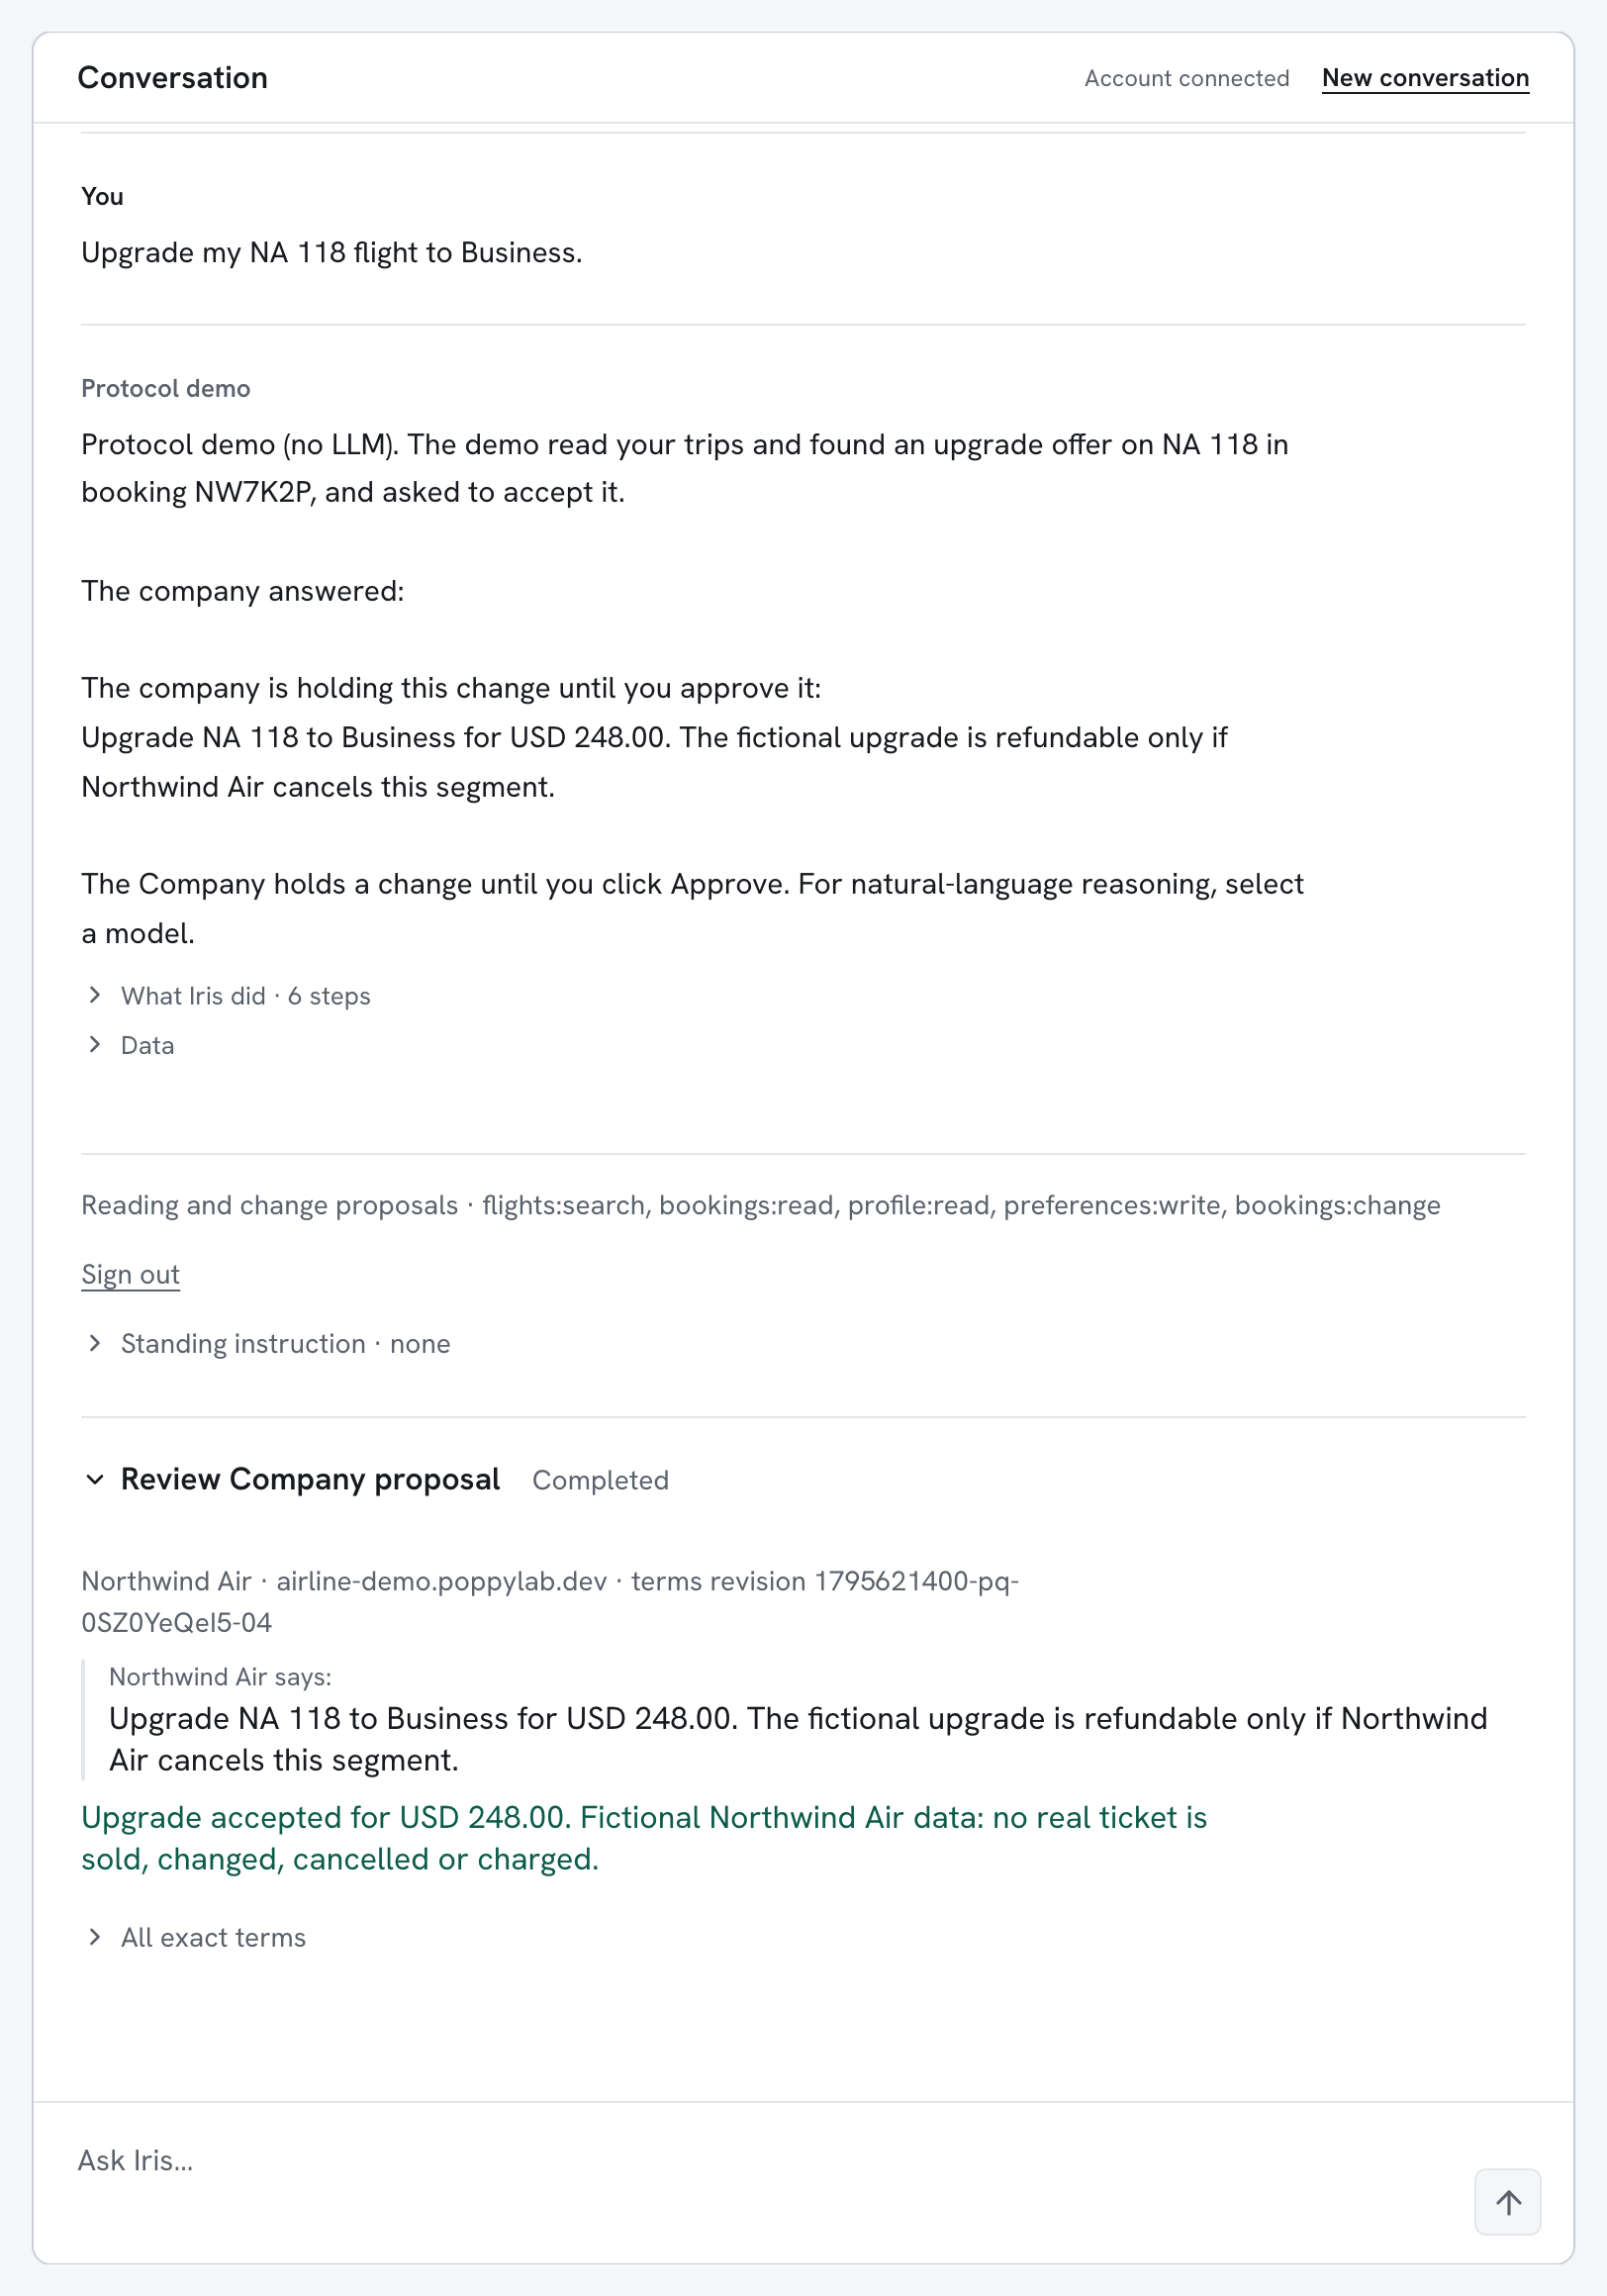 Conversation
Account connected
New conversation
You
Upgrade my NA 118 flight to Business.
Protocol demo
Protocol demo (no LLM). The demo read your trips and found an upgrade offer on NA 118 in
booking NW7K2P, and asked to accept it.
The company answered:
The company is holding this change until you approve it:
Upgrade NA 118 to Business for USD 248.00. The fictional upgrade is refundable only if
Northwind Air cancels this segment.
The Company holds a change until you click Approve. For natural-language reasoning, select
a model.
What Iris did · 6 steps
Data
Reading and change proposals · flights:search, bookings:read, profile:read, preferences:write, bookings:change
Sign out
Standing instruction · none
Review Company proposal Completed
Northwind Air · airline-demo.poppylab.dev · terms revision 1795621400-pq-
0SZ0YeQeI5-04
Northwind Air says:
Upgrade NA 118 to Business for USD 248.00. The fictional upgrade is refundable only if Northwind
Air cancels this segment.
Upgrade accepted for USD 248.00. Fictional Northwind Air data: no real ticket is
sold, changed, cancelled or charged.
All exact terms
Ask Iris...